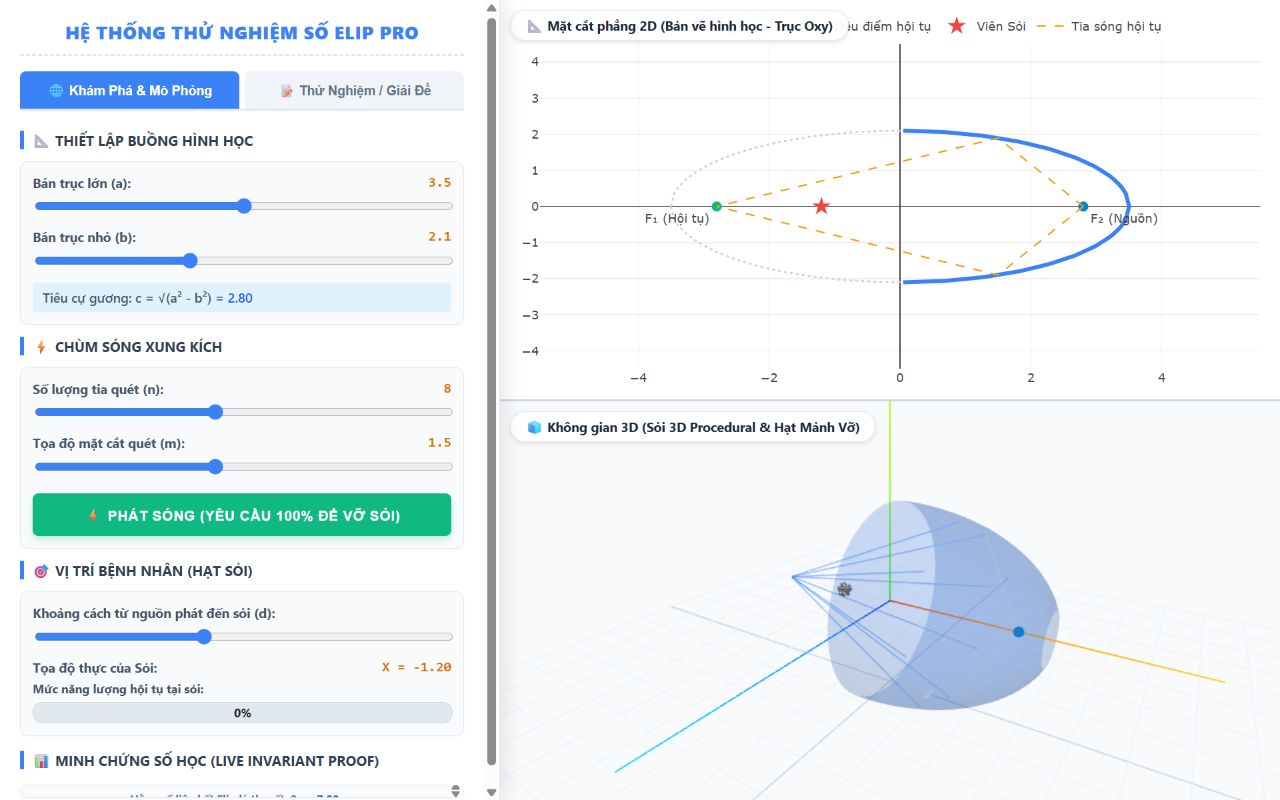 HỆ THỐNG THỬ NGHIỆM SỐ ELIP PRO
Khám Phá & Mô Phỏng
Thử Nghiệm / Giải Đề
THIẾT LẬP BUỒNG HÌNH HỌC
Bán trục lớn (a): 3.5
Bán trục nhỏ (b): 2.1
Tiêu cự gương: c = √(a² - b²) = 2.80
CHÙM SÓNG XUNG KÍCH
Số lượng tia quét (n): 8
Tọa độ mặt cắt quét (m): 1.5
PHÁT SÓNG (YÊU CẦU 100% ĐỂ VỠ SỎI)
VỊ TRÍ BỆNH NHÂN (HẠT SỎI)
Khoảng cách từ nguồn phát đến sỏi (d):
Tọa độ thực của Sỏi: X = -1.20
Mức năng lượng hội tụ tại sỏi:
0%
MINH CHỨNG SỐ HỌC (LIVE INVARIANT PROOF)
Mặt cắt phẳng 2D (Bản vẽ hình học - Trục Oxy)
điểm hội tụ
Viên Sỏi
Tia sóng hội tụ
4
3
2
1
0
−1
−2
−3
−4
F₁ (Hội tụ)
F₂ (Nguồn)
−4
−2
0
2
4
Không gian 3D (Sỏi 3D Procedural & Hạt Mảnh Vỡ)